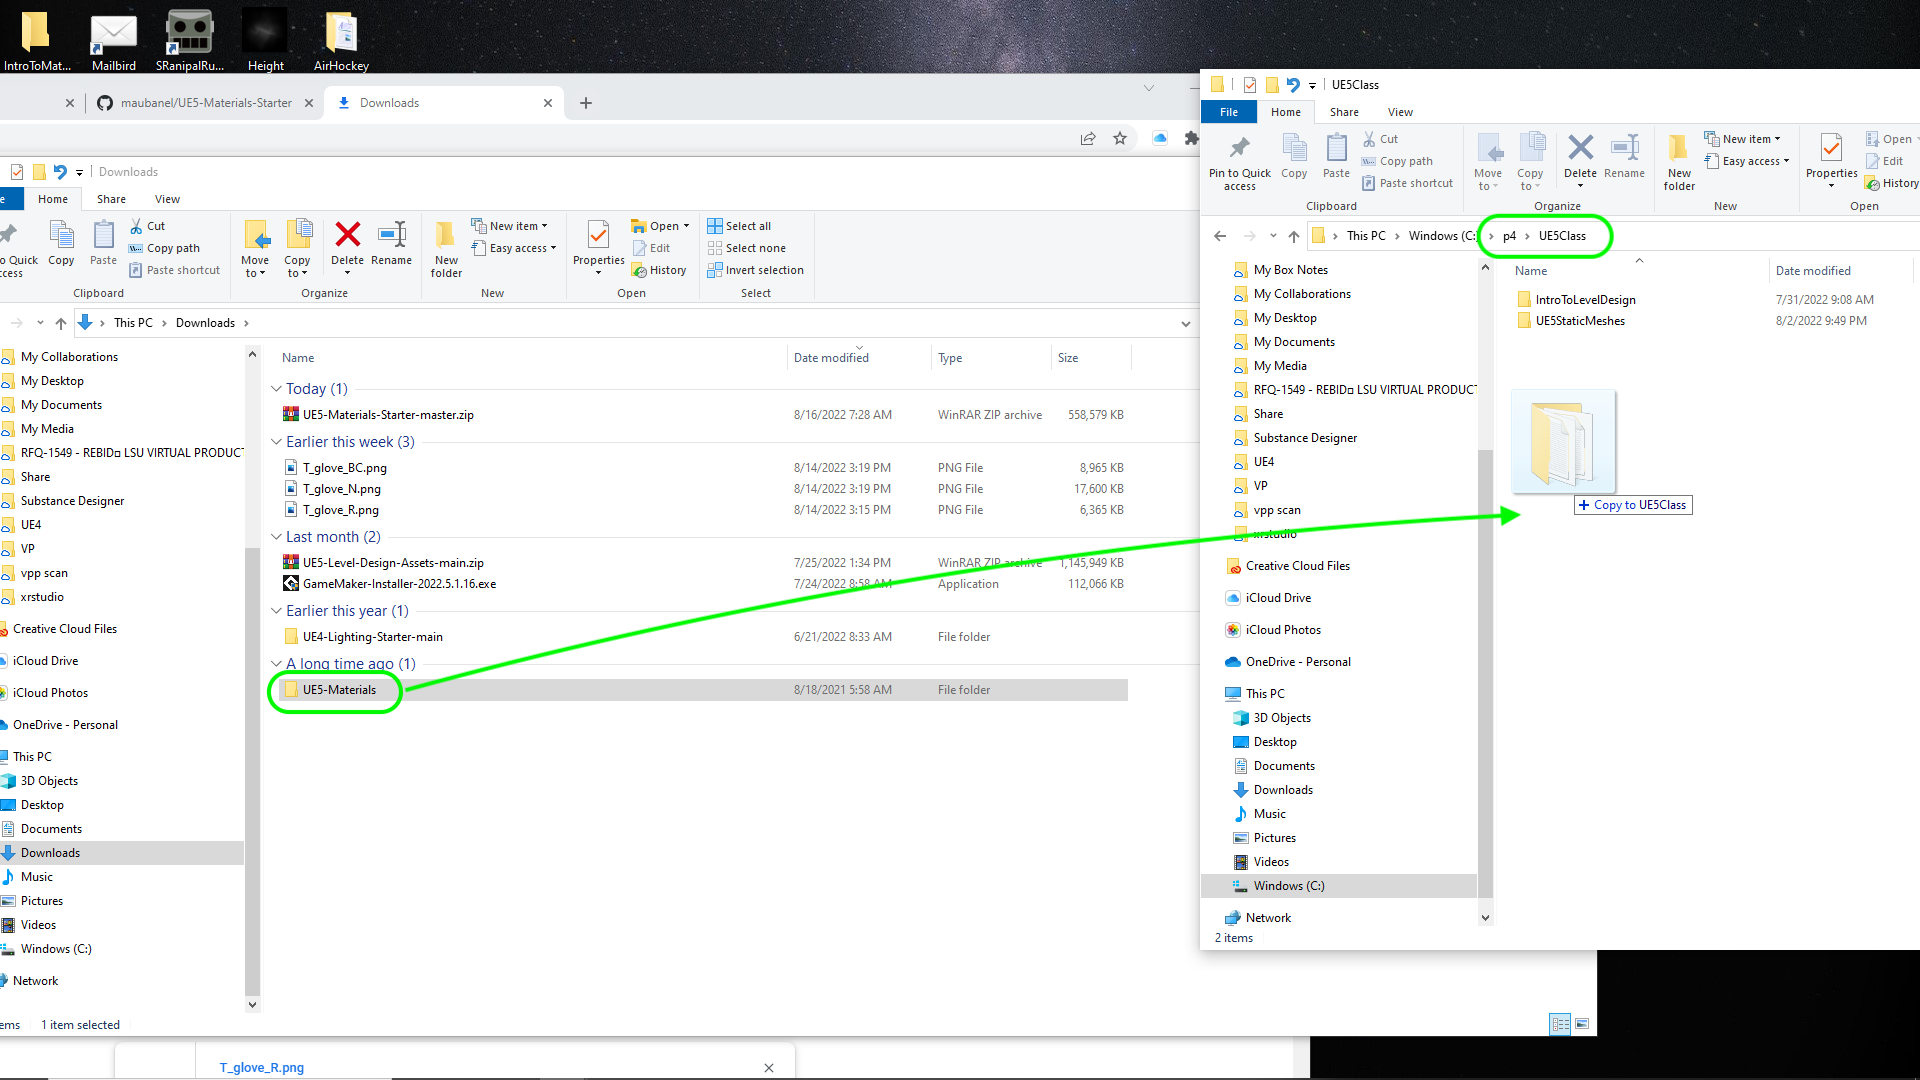 IntroToMat...
Mailbird
SRanipalRu...
Height
AirHockey
maubanel/UE5-Materials-Starter
Downloads
Downloads
Home
Share
View
Cut
Copy path
Paste shortcut
Copy
Paste
Clipboard
Move to
Copy to
Delete
Rename
Organize
New folder
New item
Easy access
New
Properties
Open
Edit
History
Open
Select all
Select none
Invert selection
Select
This PC
Downloads
My Collaborations
My Desktop
My Documents
My Media
RFQ-1549 - REBID□ LSU VIRTUAL PRODUCT
Share
Substance Designer
UE4
VP
vpp scan
xrstudio
Creative Cloud Files
iCloud Drive
iCloud Photos
OneDrive - Personal
This PC
3D Objects
Desktop
Documents
Downloads
Music
Pictures
Videos
Windows (C:)
Network
ems
1 item selected
Name Date modified Type Size
Today (1)
UE5-Materials-Starter-master.zip 8/16/2022 7:28 AM WinRAR ZIP archive 558,579 KB
Earlier this week (3)
T_glove_BC.png 8/14/2022 3:19 PM PNG File 8,965 KB
T_glove_N.png 8/14/2022 3:19 PM PNG File 17,600 KB
T_glove_R.png 8/14/2022 3:15 PM PNG File 6,365 KB
Last month (2)
UE5-Level-Design-Assets-main.zip 7/25/2022 1:34 PM WinRAR ZIP archive 1,145,949 KB
GameMaker-Installer-2022.5.1.16.exe 7/24/2022 8:58 AM Application 112,066 KB
Earlier this year (1)
UE4-Lighting-Starter-main 6/21/2022 8:33 AM File folder
A long time ago (1)
UE5-Materials 8/18/2021 5:58 AM File folder
T_glove_R.png
UE5Class
File
Home
Share
View
Pin to Quick access
Copy
Paste
Cut
Copy path
Paste shortcut
Clipboard
Move to
Copy to
Delete
Rename
Organize
New folder
New item
Easy access
New
Properties
Open
Edit
History
Open
This PC
Windows (C:
p4
UE5Class
My Box Notes
My Collaborations
My Desktop
My Documents
My Media
RFQ-1549 - REBID□ LSU VIRTUAL PRODUCT
Share
Substance Designer
UE4
VP
vpp scan
xrstudio
Creative Cloud Files
iCloud Drive
iCloud Photos
OneDrive - Personal
This PC
3D Objects
Desktop
Documents
Downloads
Music
Pictures
Videos
Windows (C:)
Network
2 items
Name Date modified
IntroToLevelDesign 7/31/2022 9:08 AM
UE5StaticMeshes 8/2/2022 9:49 PM
Copy to UE5Class